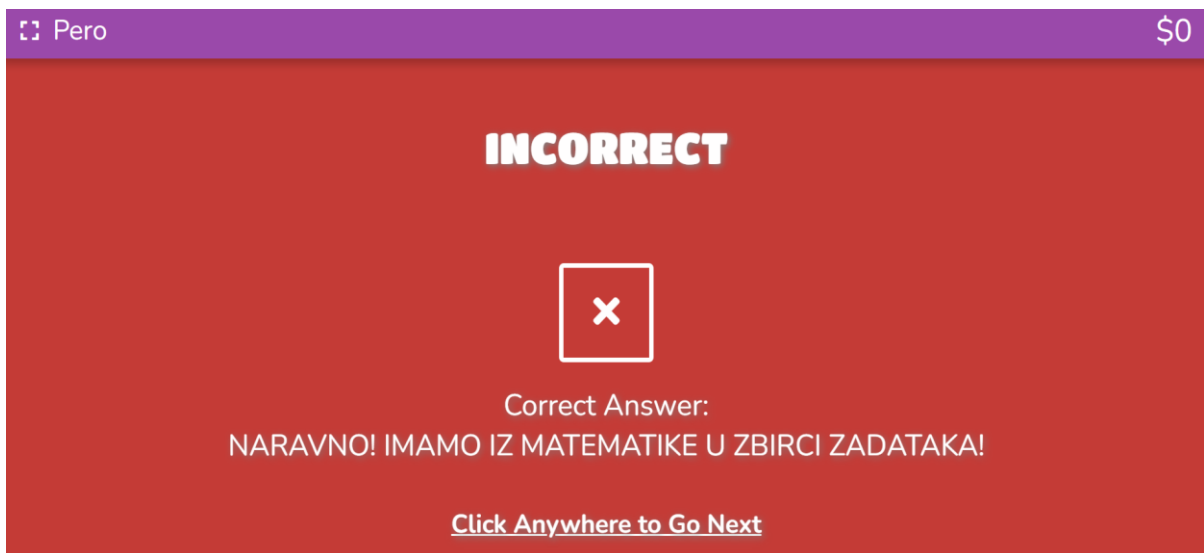 Pero
$0
INCORRECT
Correct Answer:
NARAVNO! IMAMO IZ MATEMATIKE U ZBIRCI ZADATAKA!
Click Anywhere to Go Next